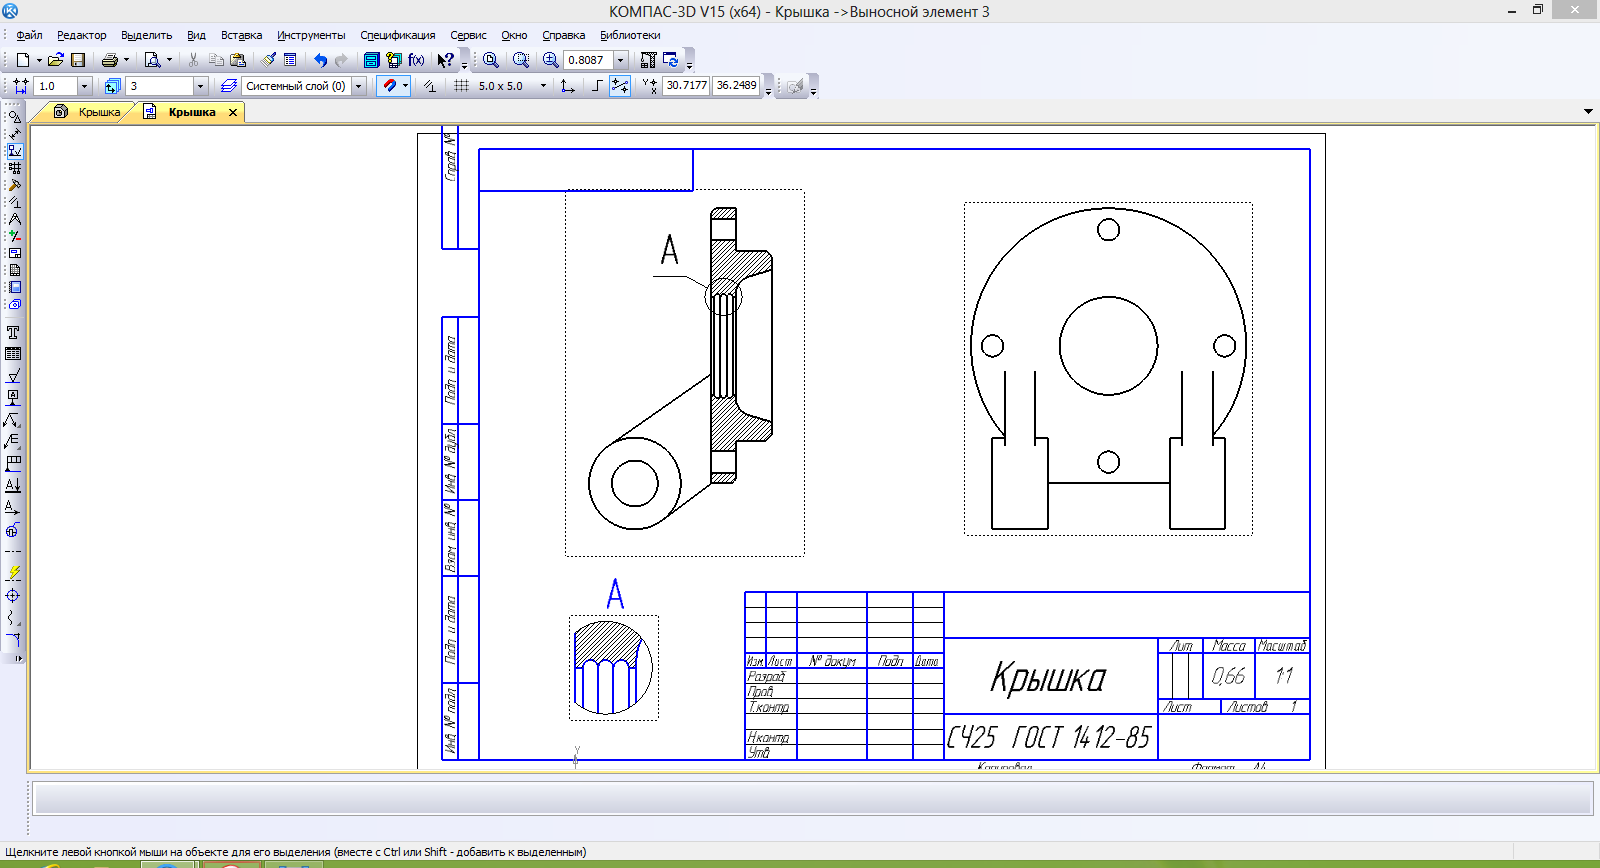 КОМПАС-3D V15 (x64) - Крышка ->Выносной элемент 3
Файл Редактор Выделить Вид Вставка Инструменты Спецификация Сервис Окно Справка Библиотеки
f(x) 0.8087
1.0 3 Системный слой (0) 5.0 x 5.0 30.7177 36.2489
Крышка Крышка
Справ №
A
Подп и дата
Инв № дубл
Взам инв №
Подп и дата
Инв № подл
A
Y
Изм. Лист № докум Подп Дата
Разраб
Пров
Т.контр
Н.контр
Утв
Крышка
СЧ25 ГОСТ 1412-85
Лит Масса Масштаб
0,66 1:1
Лист Листов 1
Копировал Формат A4
Щелкните левой кнопкой мыши на объекте для его выделения (вместе с Ctrl или Shift - добавить к выделенным)